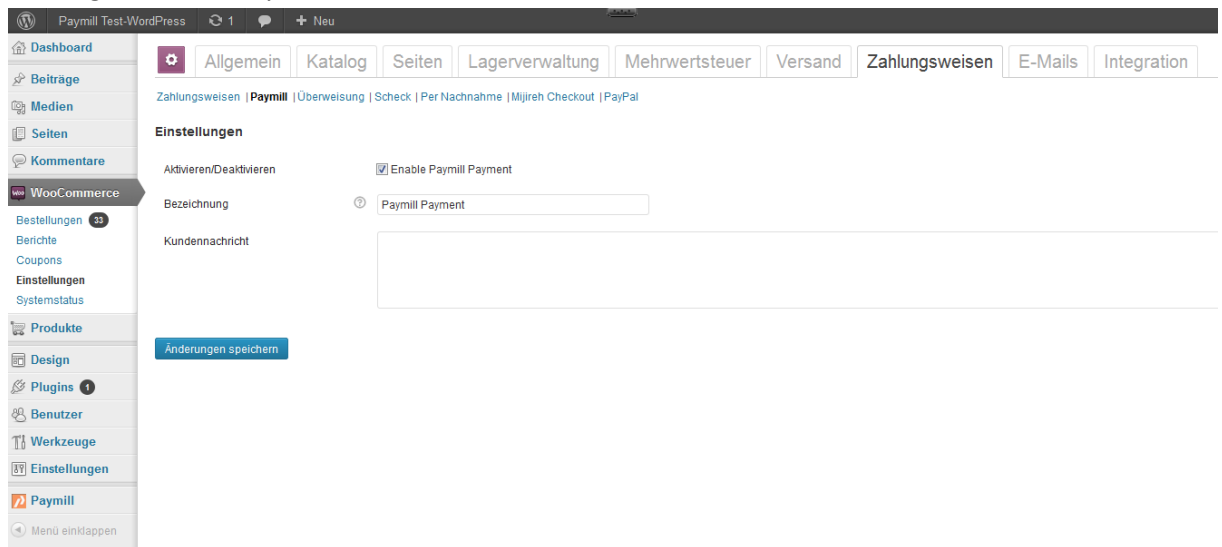 Paymill Test-WordPress 1 + Neu
Dashboard
Beiträge
Medien
Seiten
Kommentare
WooCommerce
Bestellungen 33
Berichte
Coupons
Einstellungen
Systemstatus
Produkte
Design
Plugins 1
Benutzer
Werkzeuge
Einstellungen
Paymill
Menü einklappen
Allgemein Katalog Seiten Lagerverwaltung Mehrwertsteuer Versand Zahlungsweisen E-Mails Integration
Zahlungsweisen | Paymill | Überweisung | Scheck | Per Nachnahme | Mijireh Checkout | PayPal
Einstellungen
Aktivieren/Deaktivieren Enable Paymill Payment
Bezeichnung ? Paymill Payment
Kundennachricht
Änderungen speichern